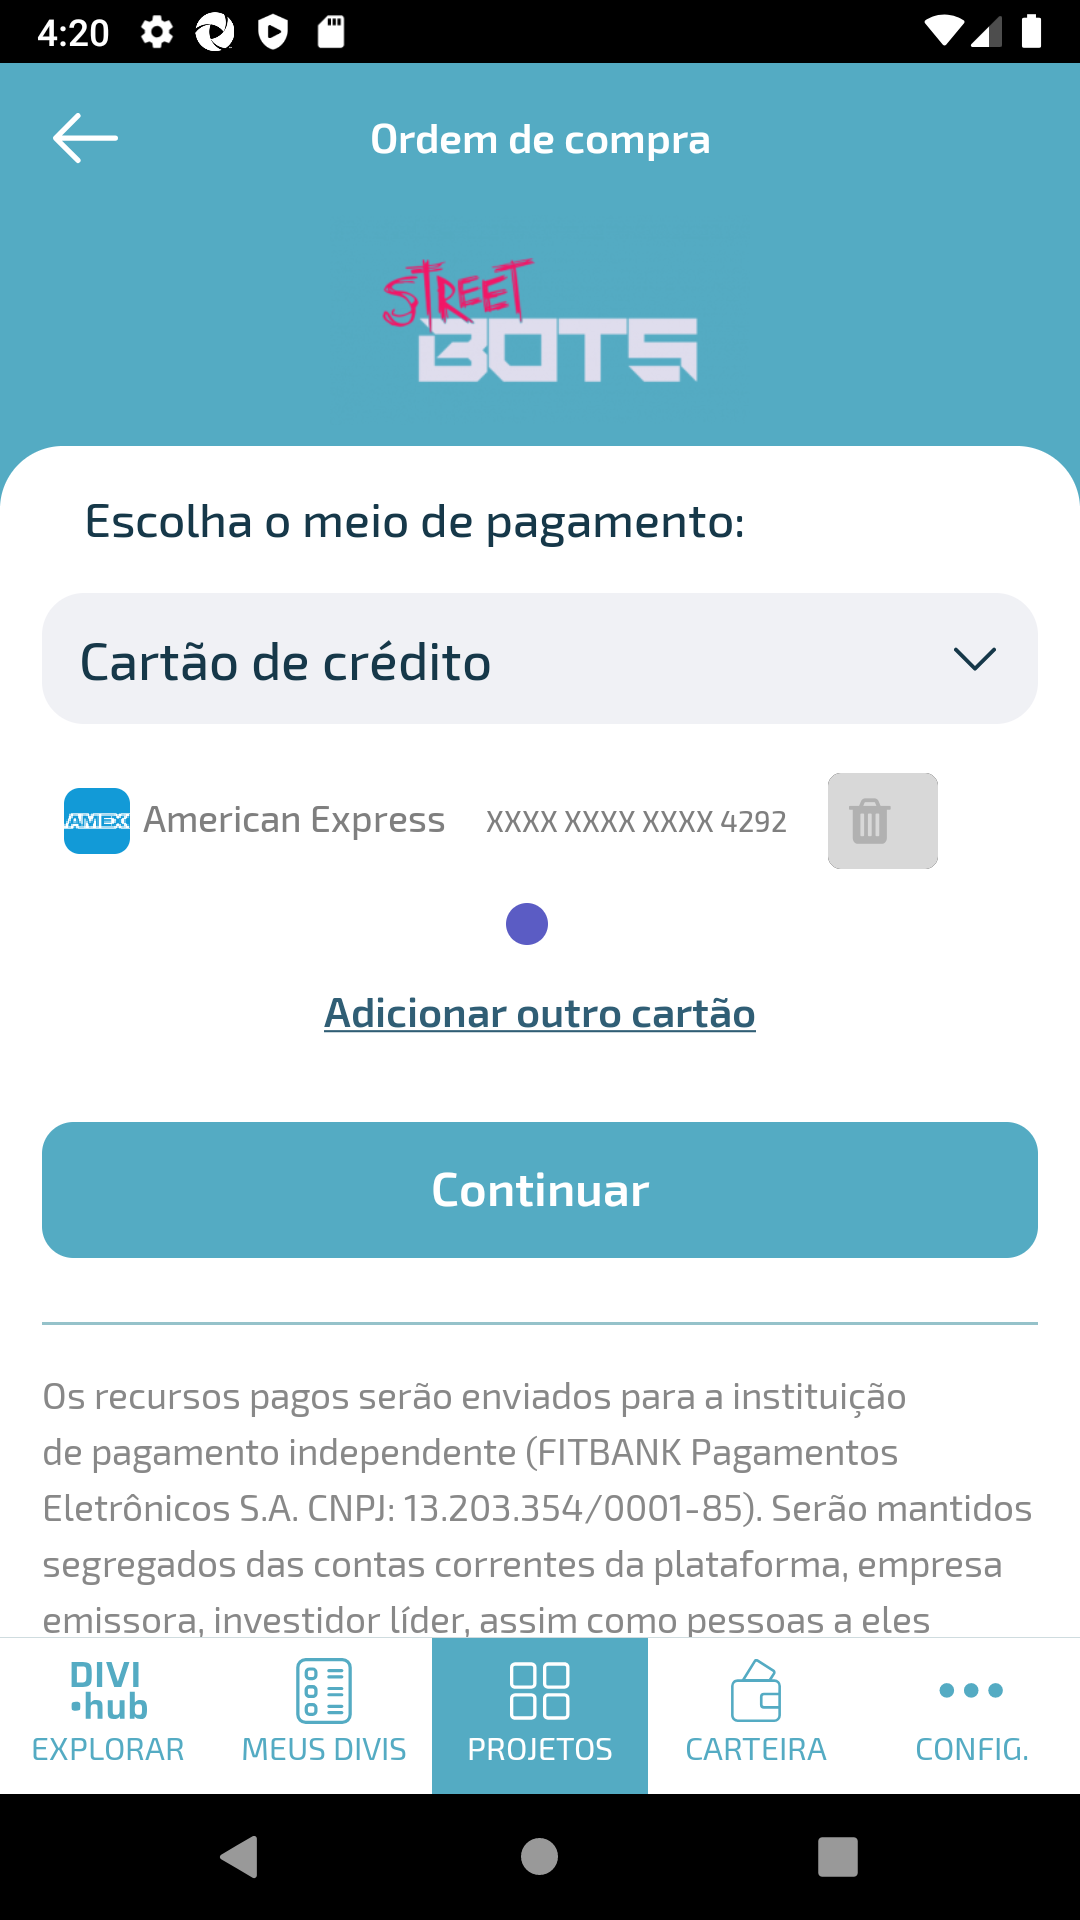 4:20
Ordem de compra
STREET
BOTS
Escolha o meio de pagamento:
Cartão de crédito
AMEX American Express XXXX XXXX XXXX 4292
Adicionar outro cartão
Continuar
Os recursos pagos serão enviados para a instituição
de pagamento independente (FITBANK Pagamentos
Eletrônicos S.A. CNPJ: 13.203.354/0001-85). Serão mantidos
segregados das contas correntes da plataforma, empresa
emissora, investidor líder, assim como pessoas a eles
DIVI
·hub
EXPLORAR MEUS DIVIS PROJETOS CARTEIRA CONFIG.